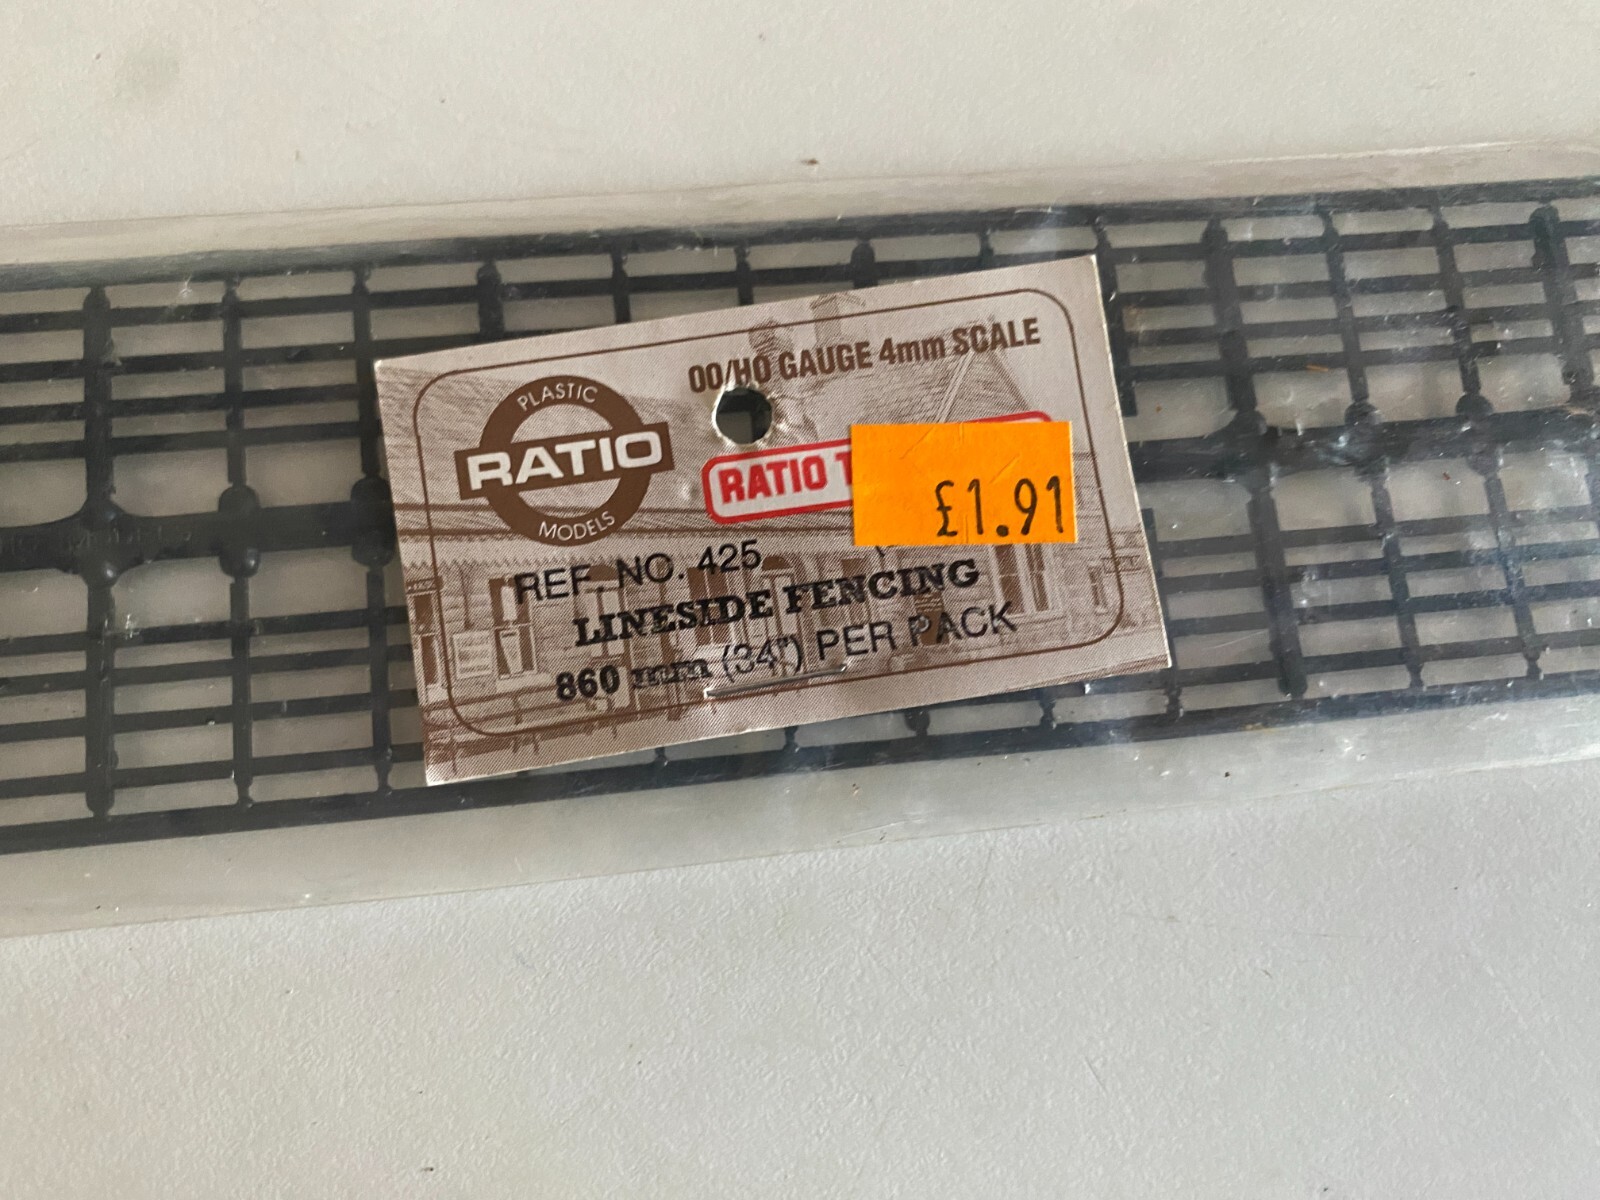 00/HO GAUGE 4mm SCALE
PLASTIC
RATIO
MODELS
RATIO
£1.91
REF. NO. 425
LINESIDE FENCING
860 mm (34") PER PACK